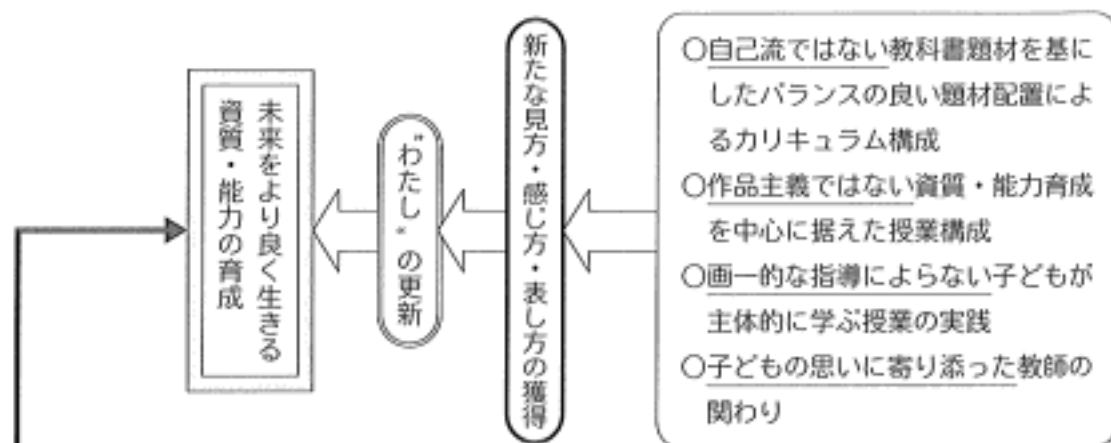 ○自己流ではない教科書題材を基に
したバランスの良い題材配置によ
るカリキュラム構成
○作品主義ではない資質・能力育成
を中心に据えた授業構成
○画一的な指導によらない子どもが
主体的に学ぶ授業の実践
○子どもの思いに寄り添った教師の
関わり
新たな見方・感じ方・表し方の獲得
“わたし”の更新
未来をより良く生きる
資質・能力の育成